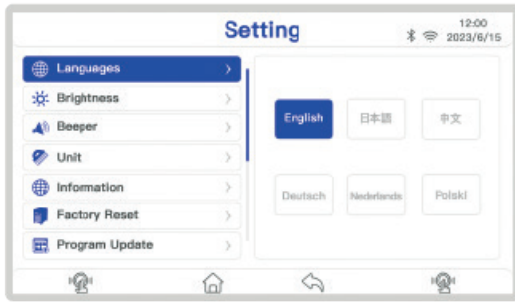 Setting
12:00
2023/6/15
Languages
Brightness
Beeper
Unit
Information
Factory Reset
Program Update
English
日本語
中文
Deutsch
Nederlands
Polski